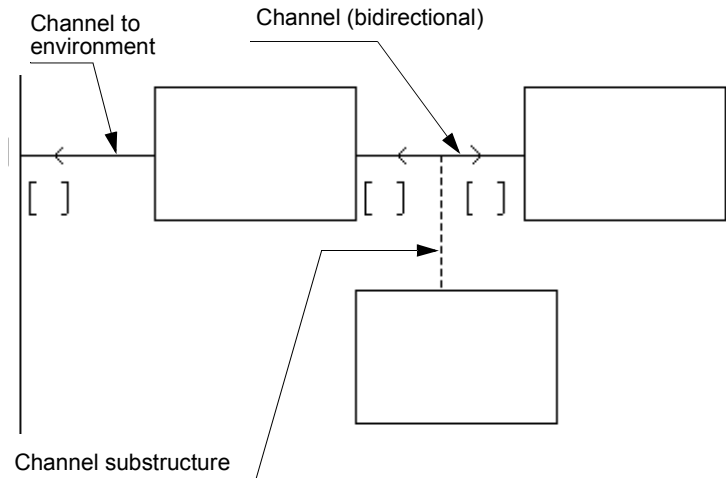 Channel to
environment
Channel (bidirectional)
[ ]
[ ]
[ ]
Channel substructure